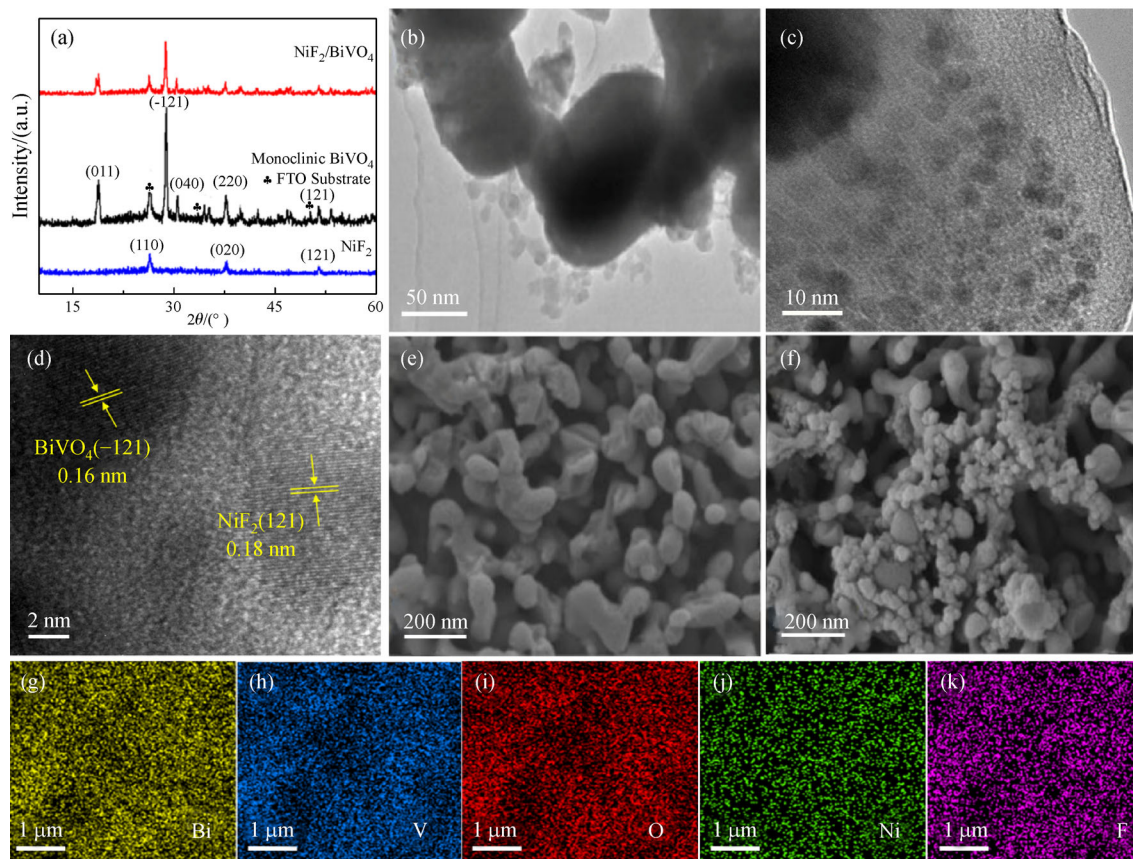 (a)
NiF₂/BiVO₄
(-121)
Monoclinic BiVO₄
♣ FTO Substrate
(011)
♣
(040)
♣
(220)
(121)
♣
(110)
(020)
(121)
NiF₂
Intensity/(a.u.)
15 30 45 60
2θ/(°)
(b)
50 nm
(c)
10 nm
(d)
BiVO₄(−121)
0.16 nm
NiF₂(121)
0.18 nm
2 nm
(e)
200 nm
(f)
200 nm
(g)
1 μm
Bi
(h)
1 μm
V
(i)
1 μm
O
(j)
1 μm
Ni
(k)
1 μm
F